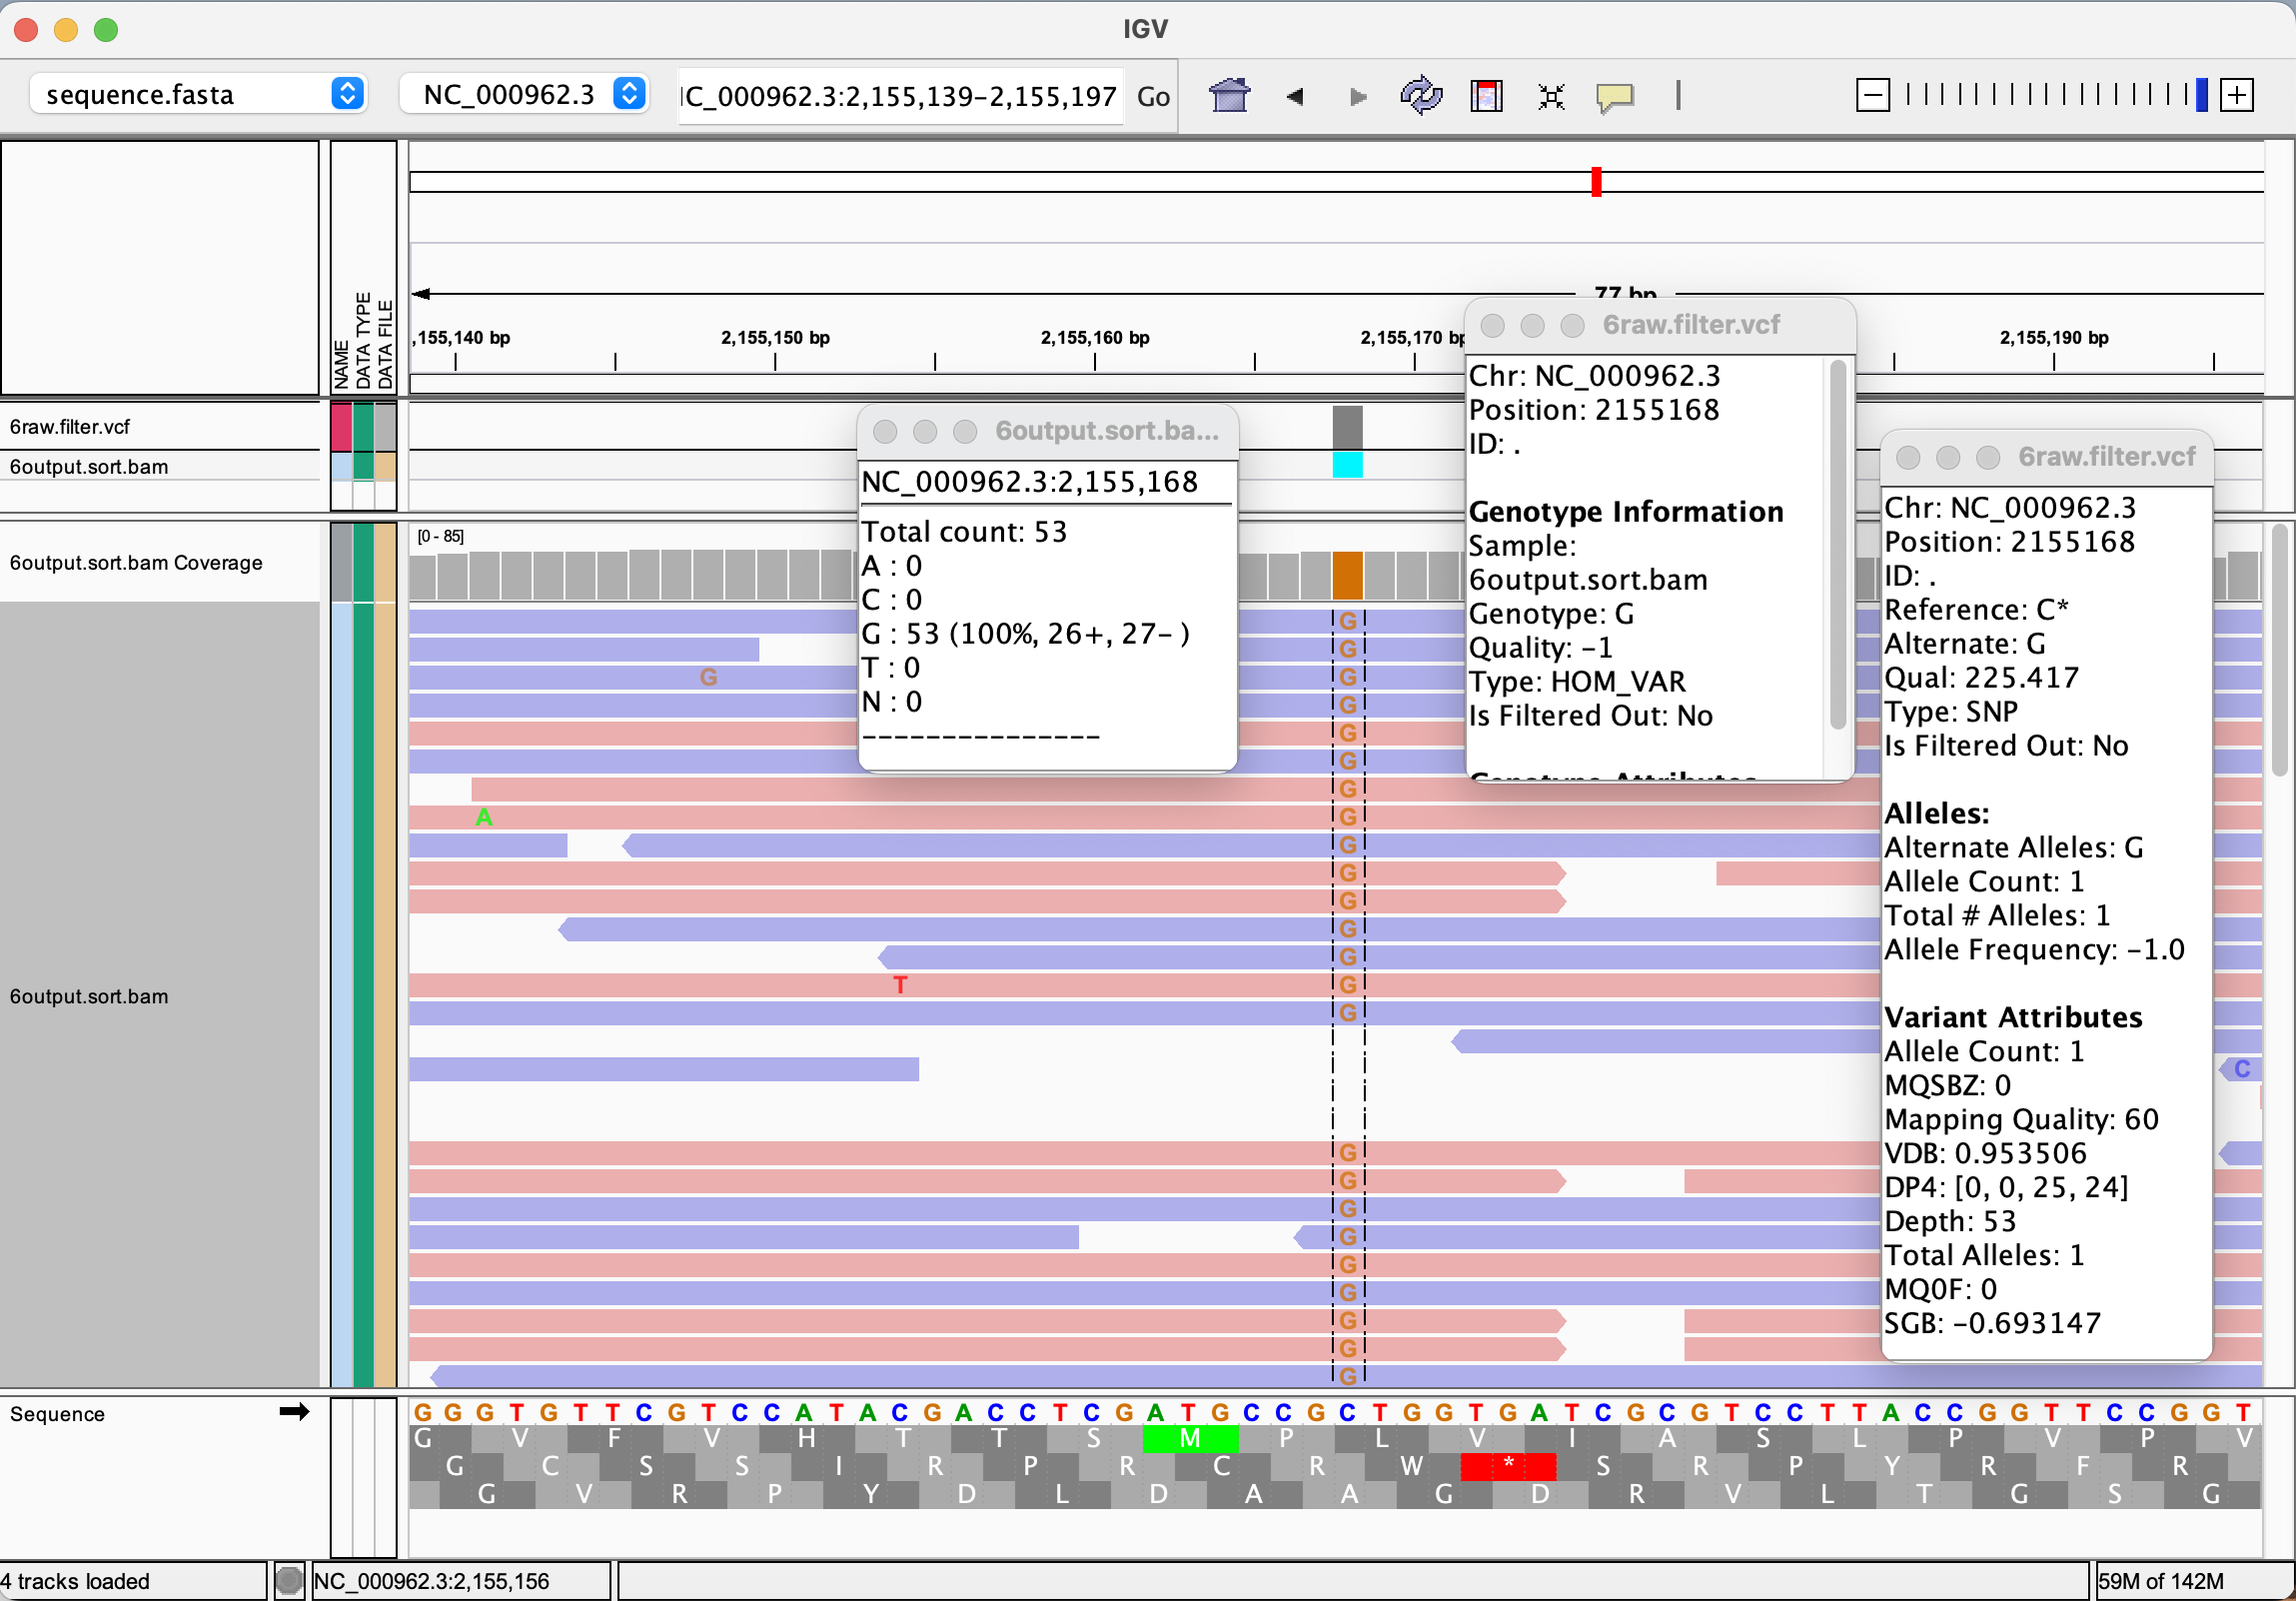 IGV
sequence.fasta
NC_000962.3
C_000962.3:2,155,139-2,155,197
Go
77 bp
,155,140 bp 2,155,150 bp 2,155,160 bp 2,155,170 bp 2,155,190 bp
NAME
DATA TYPE
DATA FILE
6raw.filter.vcf
6output.sort.bam
[0 - 85]
6output.sort.bam Coverage
6output.sort.bam
6output.sort.ba...
NC_000962.3:2,155,168
Total count: 53
A : 0
C : 0
G : 53 (100%, 26+, 27- )
T : 0
N : 0
---------------
6raw.filter.vcf
Chr: NC_000962.3
Position: 2155168
ID: .
Genotype Information
Sample:
6output.sort.bam
Genotype: G
Quality: -1
Type: HOM_VAR
Is Filtered Out: No
Genotype Attributes
6raw.filter.vcf
Chr: NC_000962.3
Position: 2155168
ID: .
Reference: C*
Alternate: G
Qual: 225.417
Type: SNP
Is Filtered Out: No
Alleles:
Alternate Alleles: G
Allele Count: 1
Total # Alleles: 1
Allele Frequency: -1.0
Variant Attributes
Allele Count: 1
MQSBZ: 0
Mapping Quality: 60
VDB: 0.953506
DP4: [0, 0, 25, 24]
Depth: 53
Total Alleles: 1
MQ0F: 0
SGB: -0.693147
G
G
G G
G
G
G
G
A G
G
G
G
G
G
T G
G
C
G
G
G
G
G
G
G
G
G
Sequence
G G G T G T T C G T C C A T A C G A C C T C G A T G C C G C T G G T G A T C G C G T C C T T A C C G G T T C C G G T
G V F V H T T S M P L V I A S L P V P V
G C S S I R P R C R W * S R P Y R F R
G V R P Y D L D A A G D R V L T G S G
4 tracks loaded
NC_000962.3:2,155,156
59M of 142M